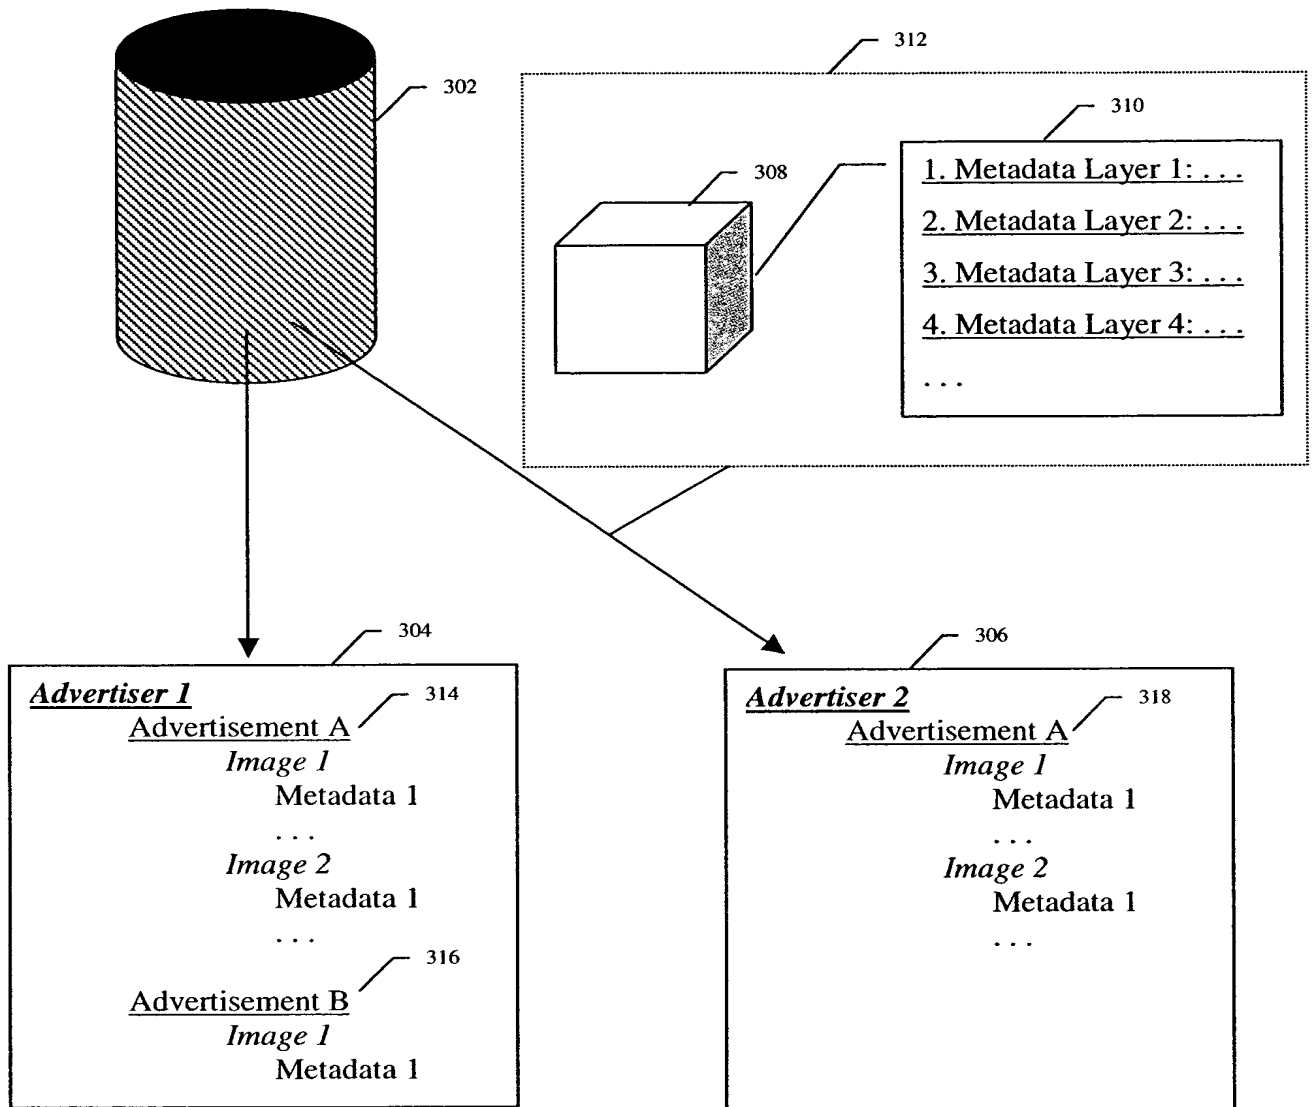 312
302
310
308
1. Metadata Layer 1: . . .
2. Metadata Layer 2: . . .
3. Metadata Layer 3: . . .
4. Metadata Layer 4: . . .
. . .
304
Advertiser 1
314
Advertisement A
Image 1
Metadata 1
. . .
Image 2
Metadata 1
. . .
316
Advertisement B
Image 1
Metadata 1
306
Advertiser 2
318
Advertisement A
Image 1
Metadata 1
. . .
Image 2
Metadata 1
. . .